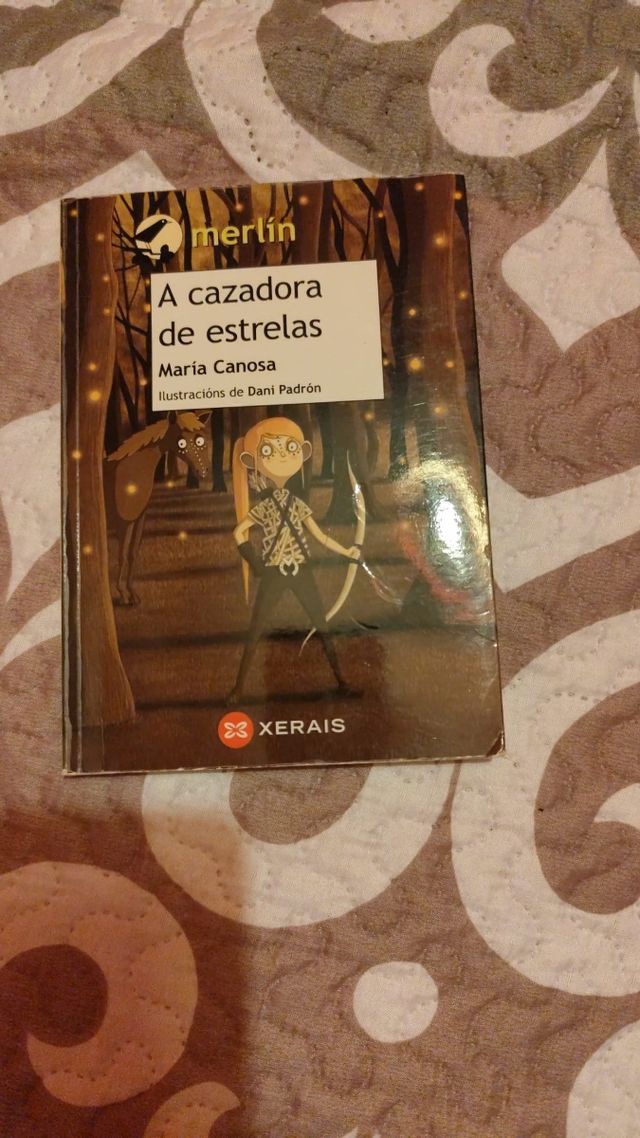 merlín
A cazadora
de estrelas
María Canosa
Ilustracións de Dani Padrón
XERAIS